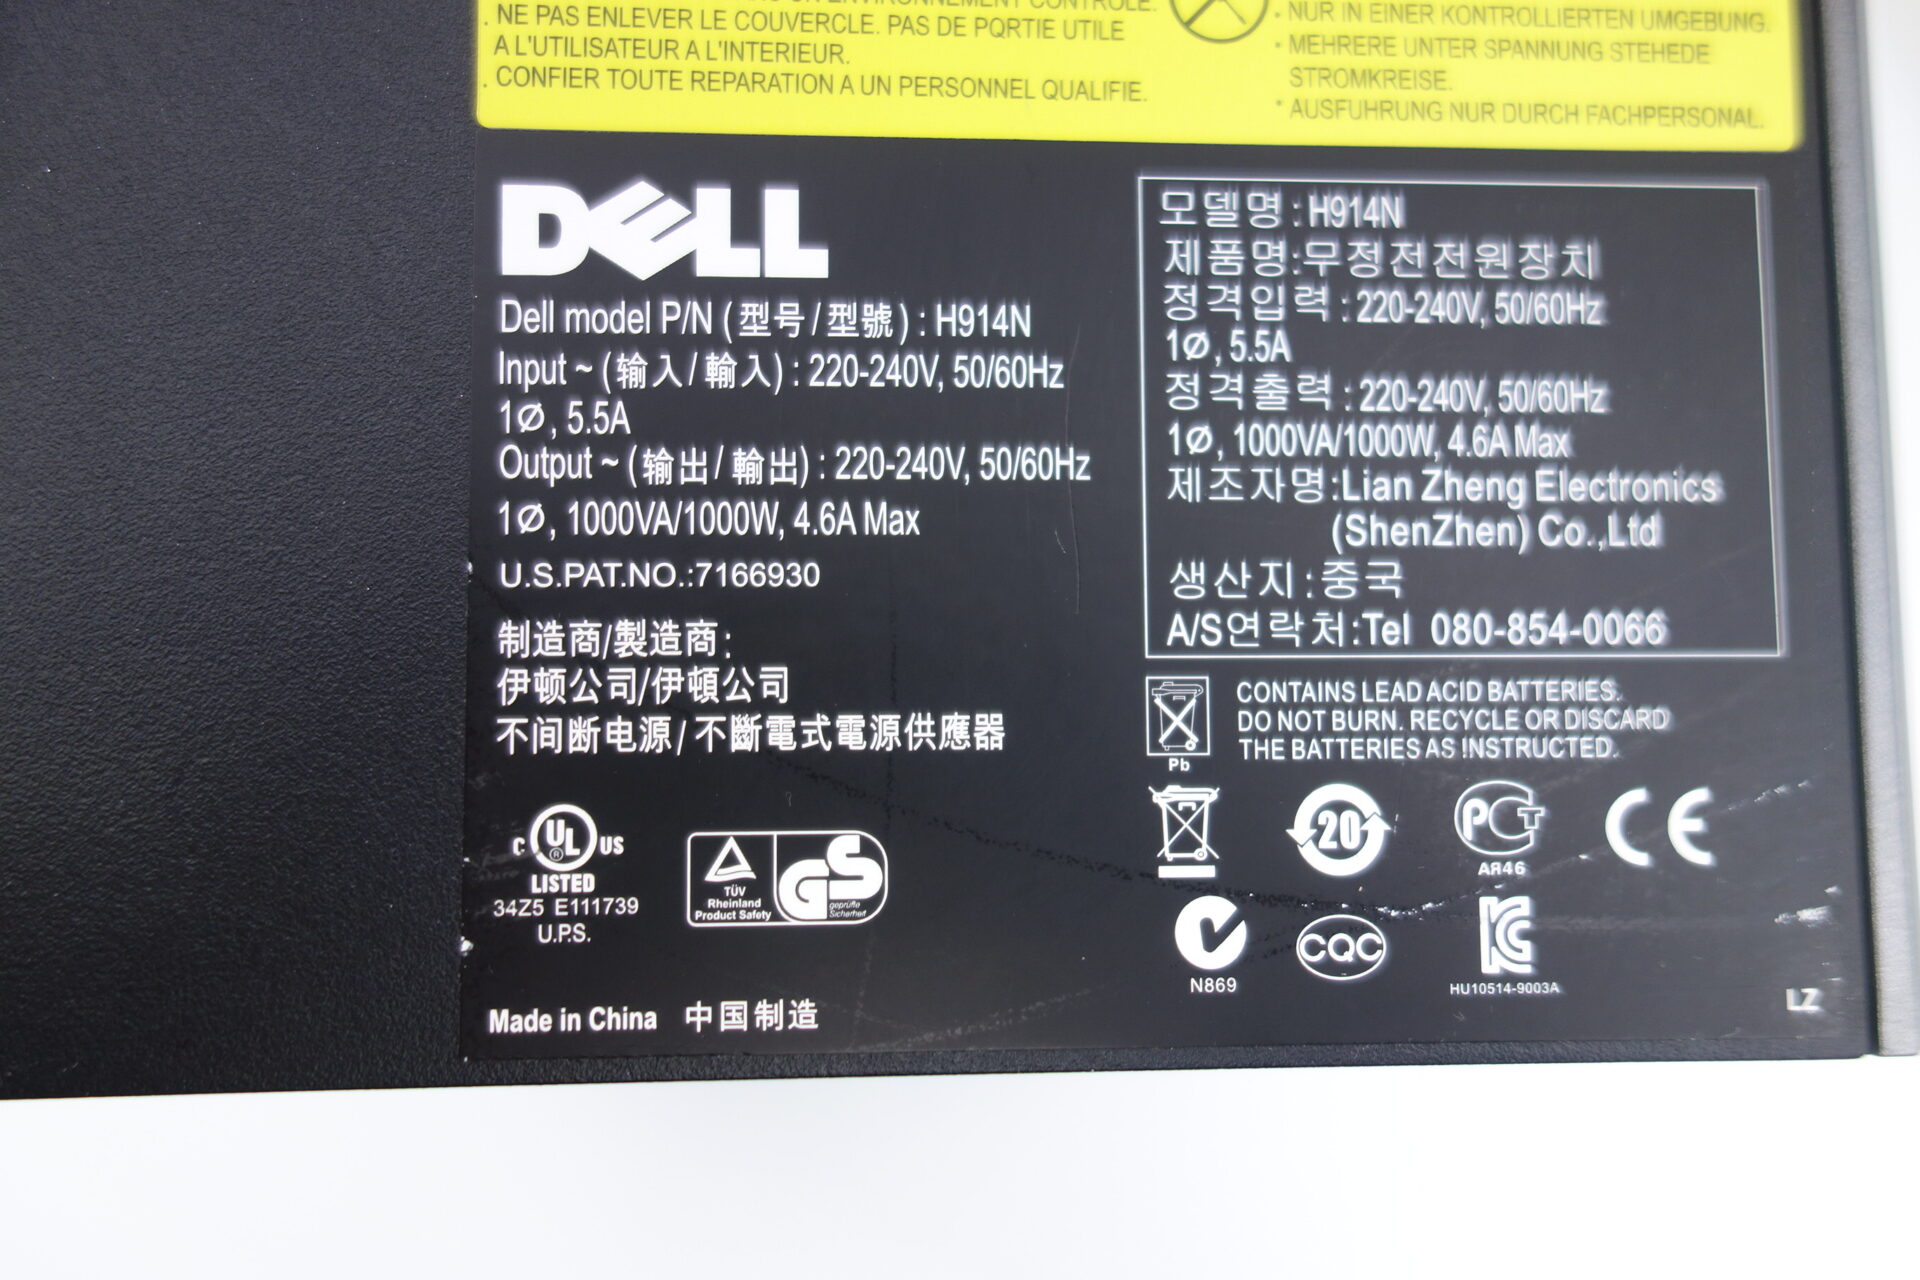 UN ENVIRONNEMENT CONTROLE.
. NE PAS ENLEVER LE COUVERCLE. PAS DE PQRTIE UTILE
A L'UTILISATEUR A L'INTERIEUR.
. CONFIER TOUTE REPARATION A UN PERSONNEL QUALIFIE.
• NUR IN EINER KONTROLLIERTEN UMGEBUNG.
• MEHRERE UNTER SPANNUNG STEHEDE
STROMKREISE.
* AUSFUHRUNG NUR DURCH FACHPERSONAL.
DELL
Dell model P/N (型号/型號) : H914N
Input ~ (输入/輸入) : 220-240V, 50/60Hz
1Ø, 5.5A
Output ~ (输出/輸出) : 220-240V, 50/60Hz
1Ø, 1000VA/1000W, 4.6A Max
U.S.PAT.NO.:7166930
制造商/製造商:
伊顿公司/伊頓公司
不间断电源/不斷電式電源供應器
C UL ® US
LISTED
34Z5 E111739
U.P.S.
TÜV
Rheinland
Product Safety
GS
geprüfte
Sicherheit
Made in China 中国制造
모델명 : H914N
제품명:무정전전원장치
정격입력 : 220-240V, 50/60Hz
1Ø, 5.5A
정격출력 : 220-240V, 50/60Hz
1Ø, 1000VA/1000W, 4.6A Max
제조자명:Lian Zheng Electronics
(ShenZhen) Co.,Ltd
생산지:중국
A/S연락처:Tel 080-854-0066
Pb
CONTAINS LEAD ACID BATTERIES.
DO NOT BURN. RECYCLE OR DISCARD
THE BATTERIES AS INSTRUCTED.
20
PCT
АЯ46
CE
N869
CQC
KC
HU10514-9003A
LZ